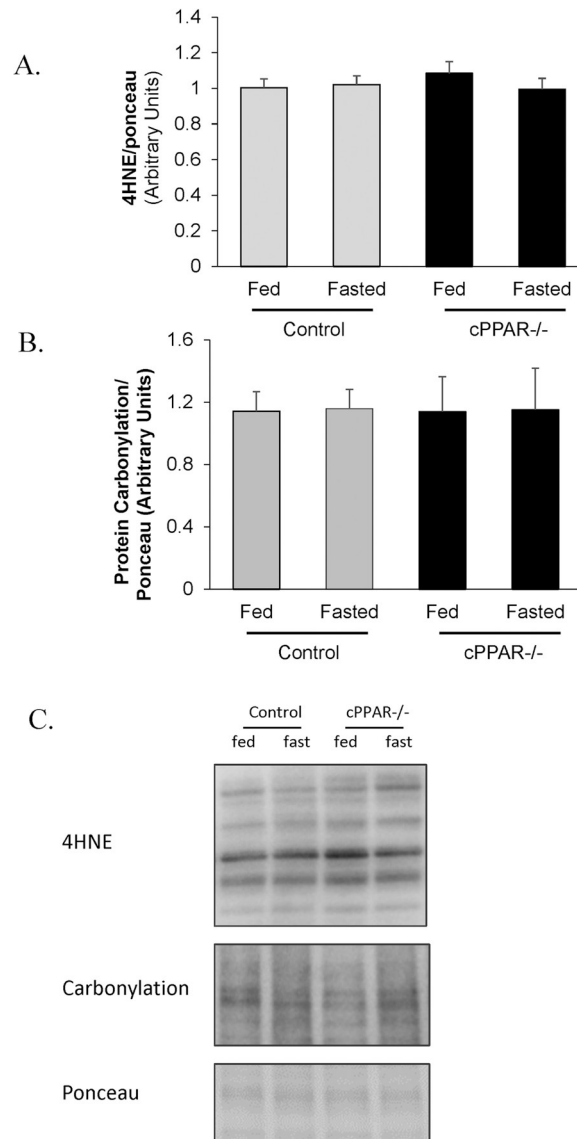 A.
4HNE/ponceau
(Arbitrary Units)
1.4
1.2
1
0.8
0.6
0.4
0.2
0
Fed
Fasted
Fed
Fasted
Control
cPPAR-/-
B.
Protein Carbonylation/
Ponceau (Arbitrary Units)
1.6
1.2
0.8
0.4
0
Fed
Fasted
Fed
Fasted
Control
cPPAR-/-
C.
Control
cPPAR-/-
fed
fast
fed
fast
4HNE
Carbonylation
Ponceau